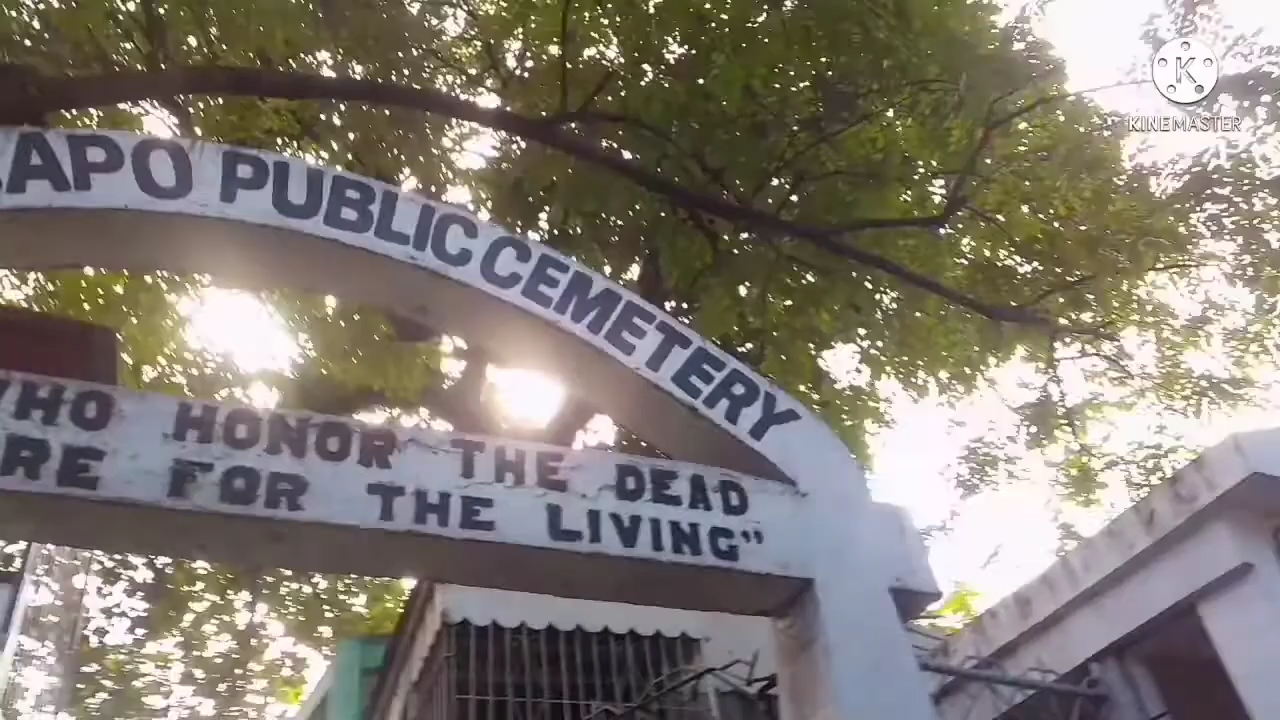 APO PUBLIC CEMETERY
WHO HONOR THE DEAD
RE FOR THE LIVING”
K
KINEMASTER